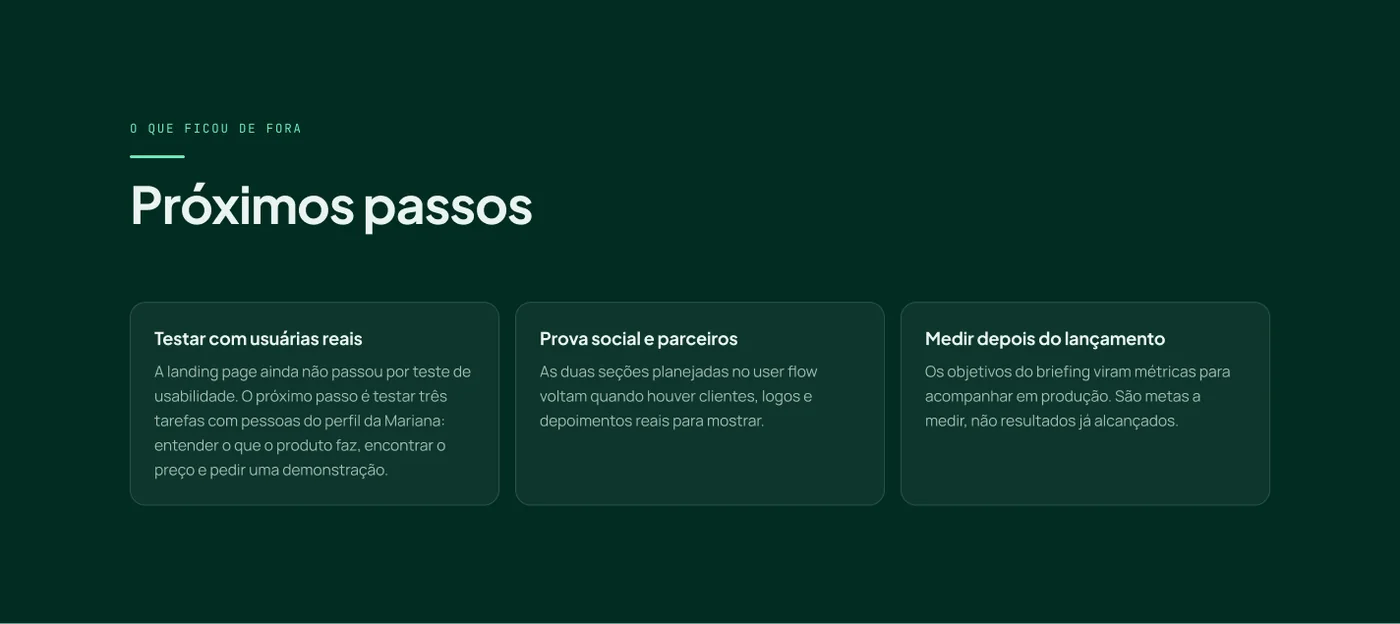 O QUE FICOU DE FORA
Próximos passos
Testar com usuárias reais
A landing page ainda não passou por teste de
usabilidade. O próximo passo é testar três
tarefas com pessoas do perfil da Mariana:
entender o que o produto faz, encontrar o
preço e pedir uma demonstração.
Prova social e parceiros
As duas seções planejadas no user flow
voltam quando houver clientes, logos e
depoimentos reais para mostrar.
Medir depois do lançamento
Os objetivos do briefing viram métricas para
acompanhar em produção. São metas a
medir, não resultados já alcançados.